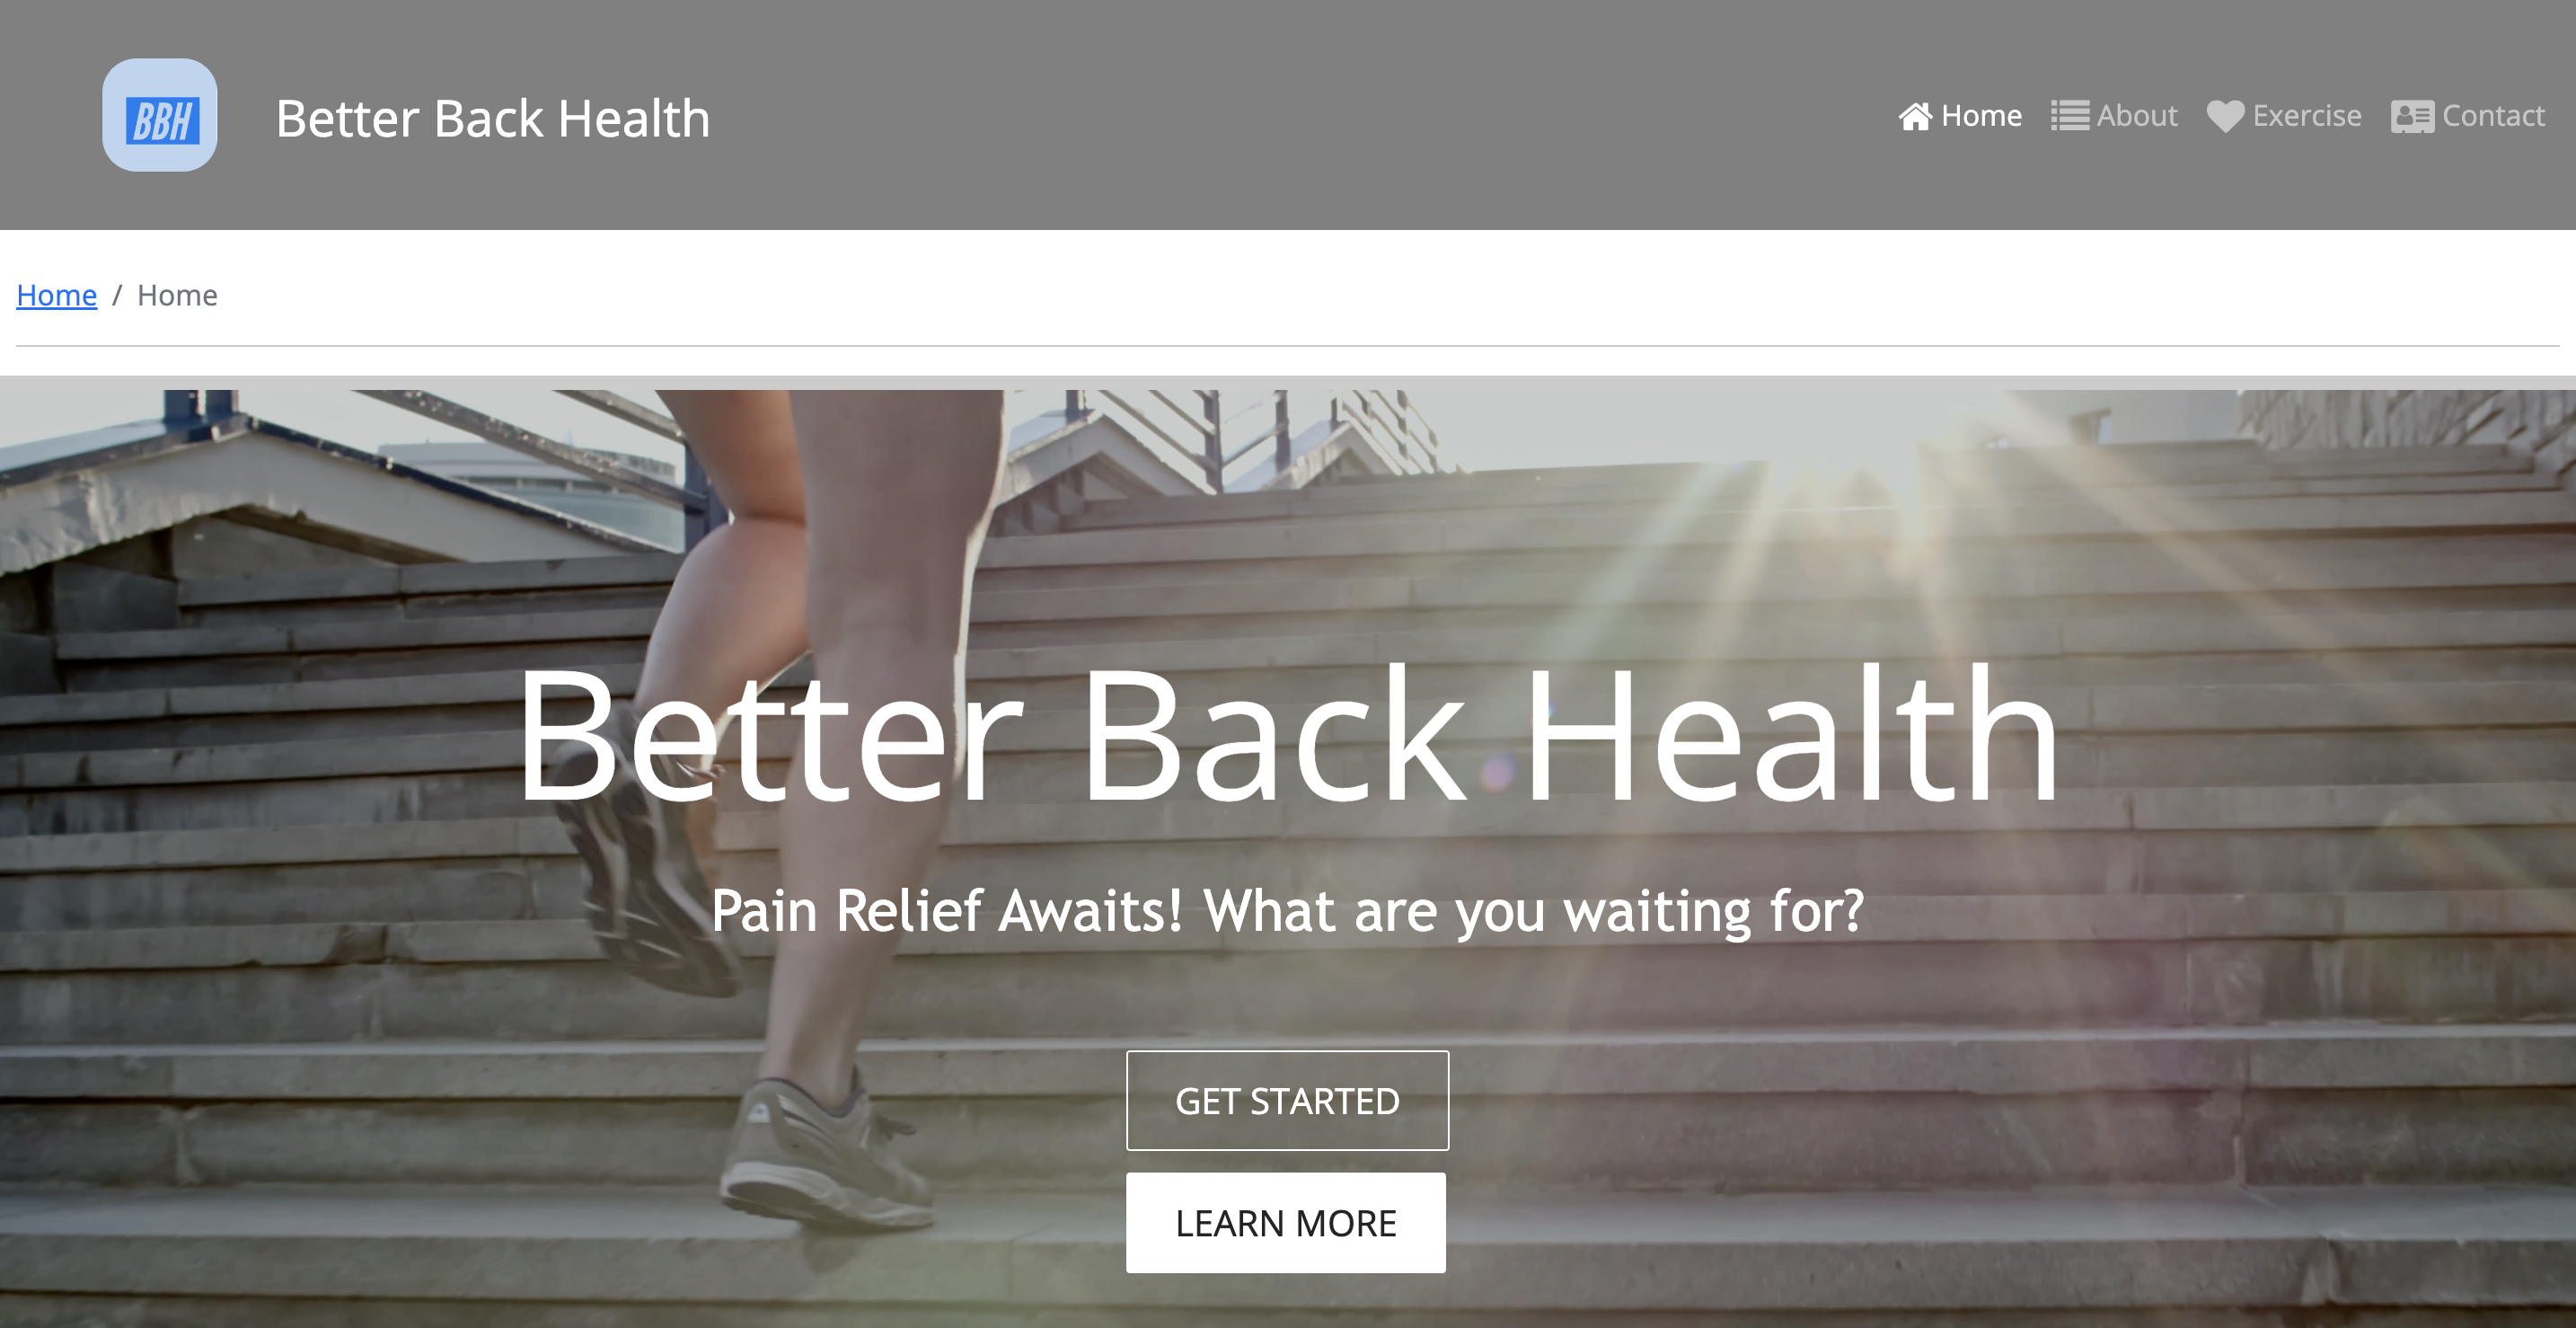 BBH
Better Back Health
Home About Exercise Contact
Home / Home
Better Back Health
Pain Relief Awaits! What are you waiting for?
GET STARTED
LEARN MORE